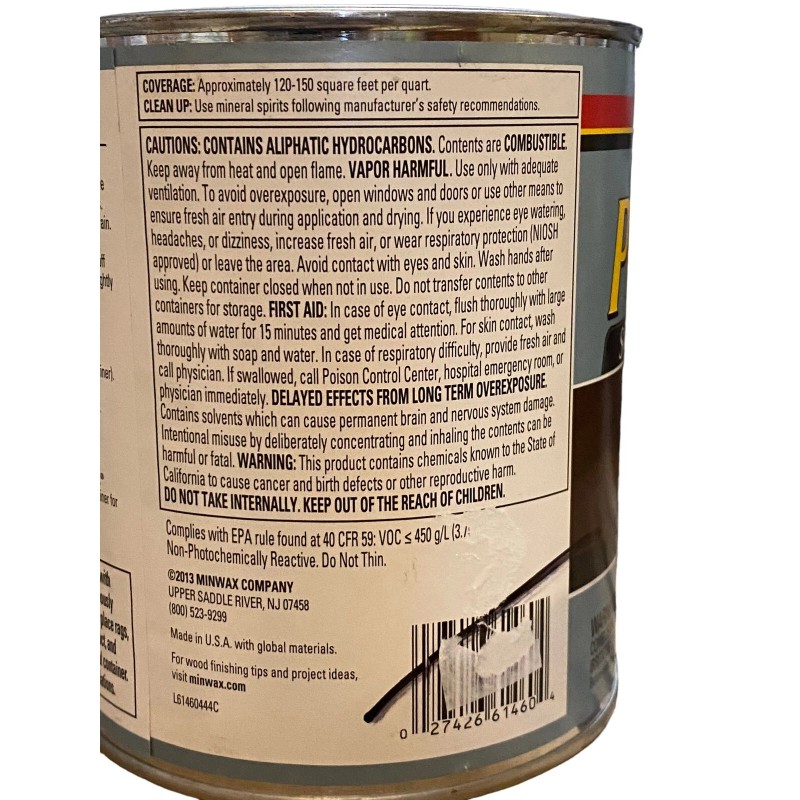 COVERAGE: Approximately 120-150 square feet per quart.
CLEAN UP: Use mineral spirits following manufacturer's safety recommendations.
CAUTIONS: CONTAINS ALIPHATIC HYDROCARBONS. Contents are COMBUSTIBLE.
Keep away from heat and open flame. VAPOR HARMFUL. Use only with adequate
ventilation. To avoid overexposure, open windows and doors or use other means to
ensure fresh air entry during application and drying. If you experience eye watering,
headaches, or dizziness, increase fresh air, or wear respiratory protection (NIOSH
approved) or leave the area. Avoid contact with eyes and skin. Wash hands after
using. Keep container closed when not in use. Do not transfer contents to other
containers for storage. FIRST AID: In case of eye contact, flush thoroughly with large
amounts of water for 15 minutes and get medical attention. For skin contact, wash
thoroughly with soap and water. In case of respiratory difficulty, provide fresh air and
call physician. If swallowed, call Poison Control Center, hospital emergency room, or
physician immediately. DELAYED EFFECTS FROM LONG TERM OVEREXPOSURE.
Contains solvents which can cause permanent brain and nervous system damage.
Intentional misuse by deliberately concentrating and inhaling the contents can be
harmful or fatal. WARNING: This product contains chemicals known to the State of
California to cause cancer and birth defects or other reproductive harm.
DO NOT TAKE INTERNALLY. KEEP OUT OF THE REACH OF CHILDREN.
Complies with EPA rule found at 40 CFR 59: VOC ≤ 450 g/L (3.
Non-Photochemically Reactive. Do Not Thin.
©2013 MINWAX COMPANY
UPPER SADDLE RIVER, NJ 07458
(800) 523-9299
Made in U.S.A. with global materials.
For wood finishing tips and project ideas,
visit minwax.com
L61460444C
0 27426 61460 4